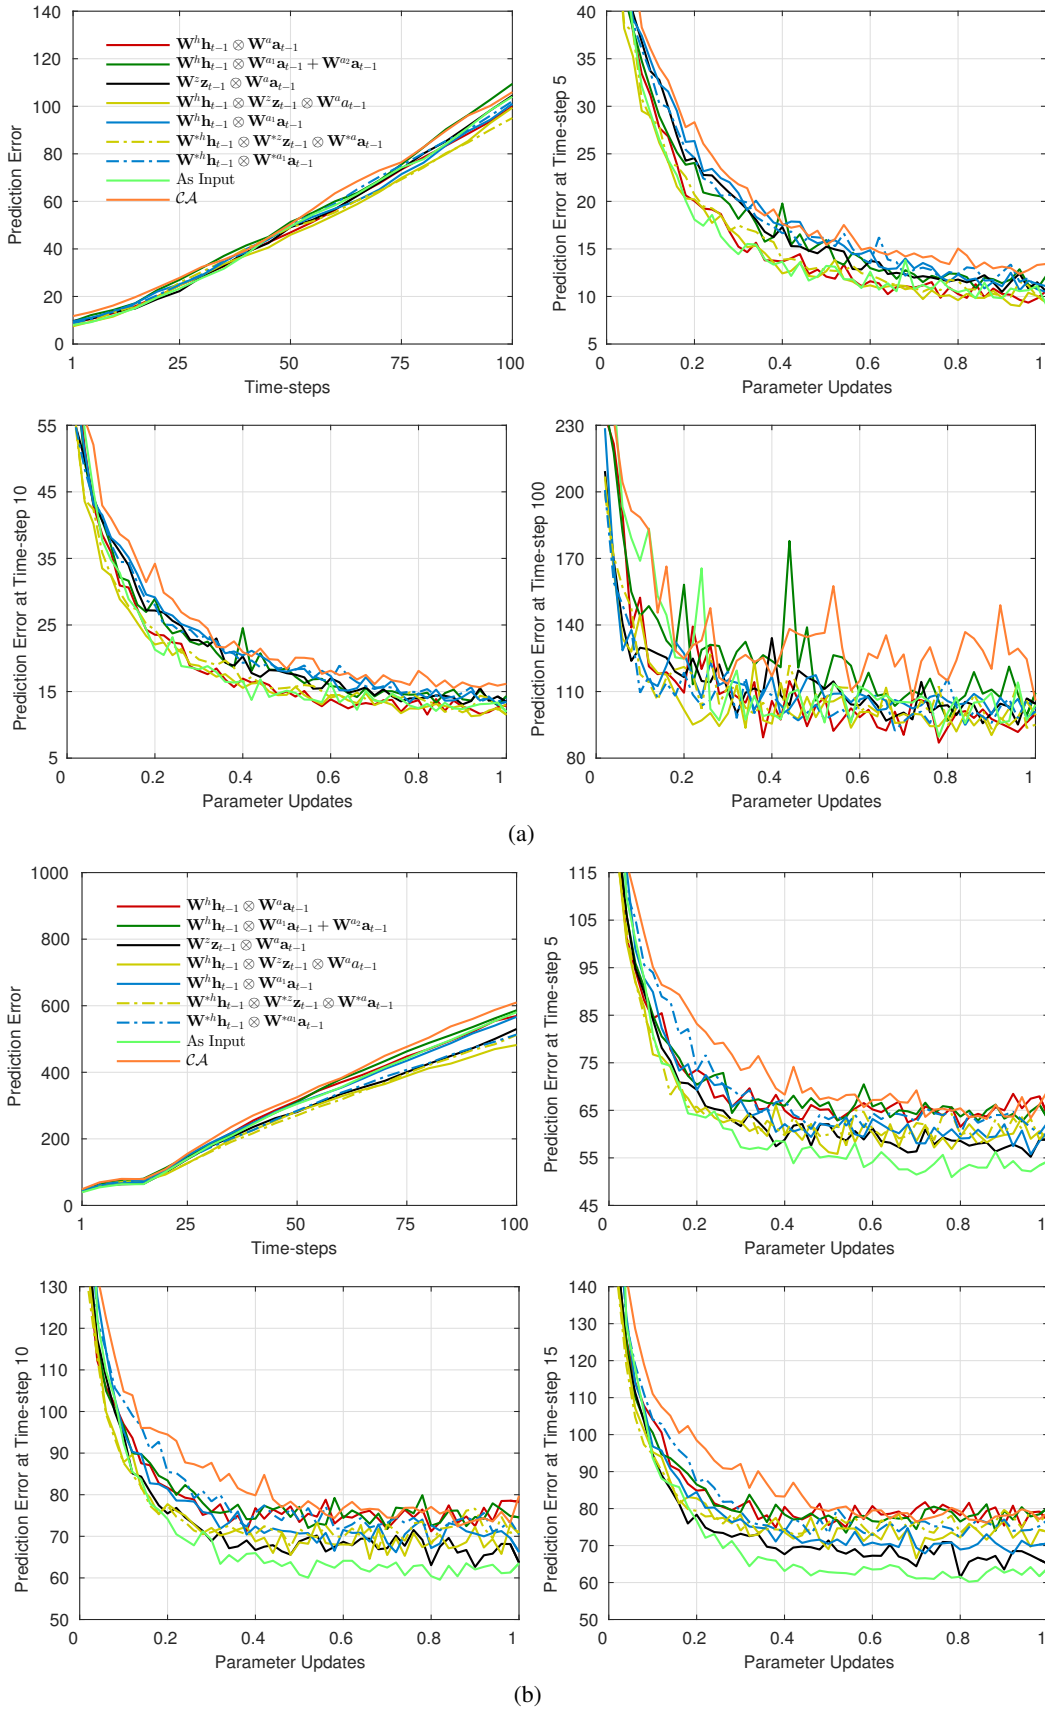 140
120
100
80
60
40
20
0
Prediction Error
W^h h_{t−1} ⊗ W^a a_{t−1}
W^h h_{t−1} ⊗ W^{a_1} a_{t−1} + W^{a_2} a_{t−1}
W^z z_{t−1} ⊗ W^a a_{t−1}
W^h h_{t−1} ⊗ W^z z_{t−1} ⊗ W^a a_{t−1}
W^h h_{t−1} ⊗ W^{a_1} a_{t−1}
W^{*h} h_{t−1} ⊗ W^{*z} z_{t−1} ⊗ W^{*a} a_{t−1}
W^{*h} h_{t−1} ⊗ W^{*a_1} a_{t−1}
As Input
CA
1 25 50 75 100
Time-steps
40
35
30
25
20
15
10
5
Prediction Error at Time-step 5
0 0.2 0.4 0.6 0.8 1
Parameter Updates
55
45
35
25
15
5
Prediction Error at Time-step 10
0 0.2 0.4 0.6 0.8 1
Parameter Updates
230
200
170
140
110
80
Prediction Error at Time-step 100
0 0.2 0.4 0.6 0.8 1
Parameter Updates
(a)
1000
800
600
400
200
0
Prediction Error
W^h h_{t−1} ⊗ W^a a_{t−1}
W^h h_{t−1} ⊗ W^{a_1} a_{t−1} + W^{a_2} a_{t−1}
W^z z_{t−1} ⊗ W^a a_{t−1}
W^h h_{t−1} ⊗ W^z z_{t−1} ⊗ W^a a_{t−1}
W^h h_{t−1} ⊗ W^{a_1} a_{t−1}
W^{*h} h_{t−1} ⊗ W^{*z} z_{t−1} ⊗ W^{*a} a_{t−1}
W^{*h} h_{t−1} ⊗ W^{*a_1} a_{t−1}
As Input
CA
1 25 50 75 100
Time-steps
115
105
95
85
75
65
55
45
Prediction Error at Time-step 5
0 0.2 0.4 0.6 0.8 1
Parameter Updates
130
120
110
100
90
80
70
60
50
Prediction Error at Time-step 10
0 0.2 0.4 0.6 0.8 1
Parameter Updates
140
130
120
110
100
90
80
70
60
50
Prediction Error at Time-step 15
0 0.2 0.4 0.6 0.8 1
Parameter Updates
(b)